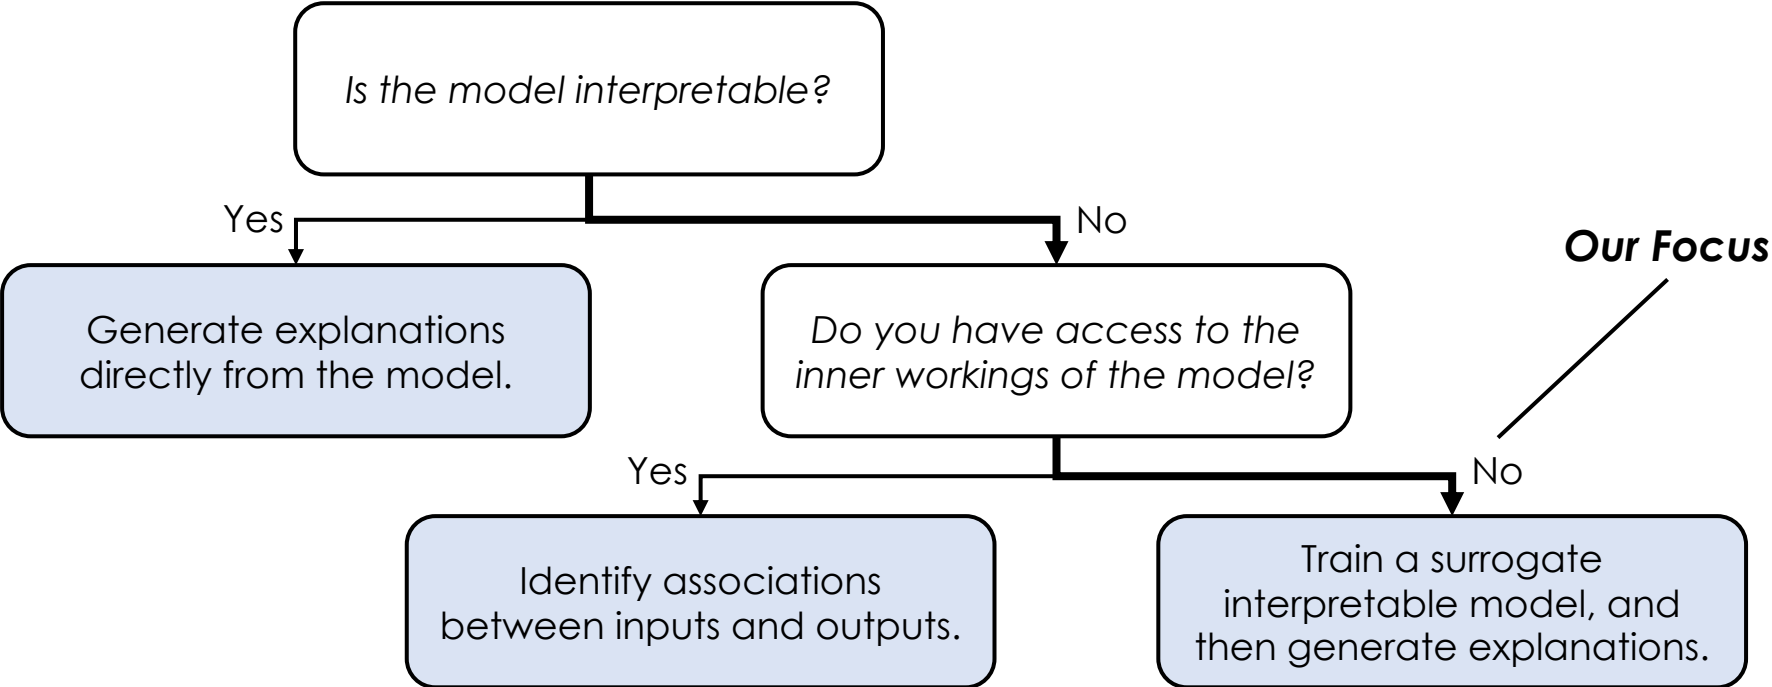 Is the model interpretable?
Yes
No
Our Focus
Generate explanations
directly from the model.
Do you have access to the
inner workings of the model?
Yes
No
Identify associations
between inputs and outputs.
Train a surrogate
interpretable model, and
then generate explanations.